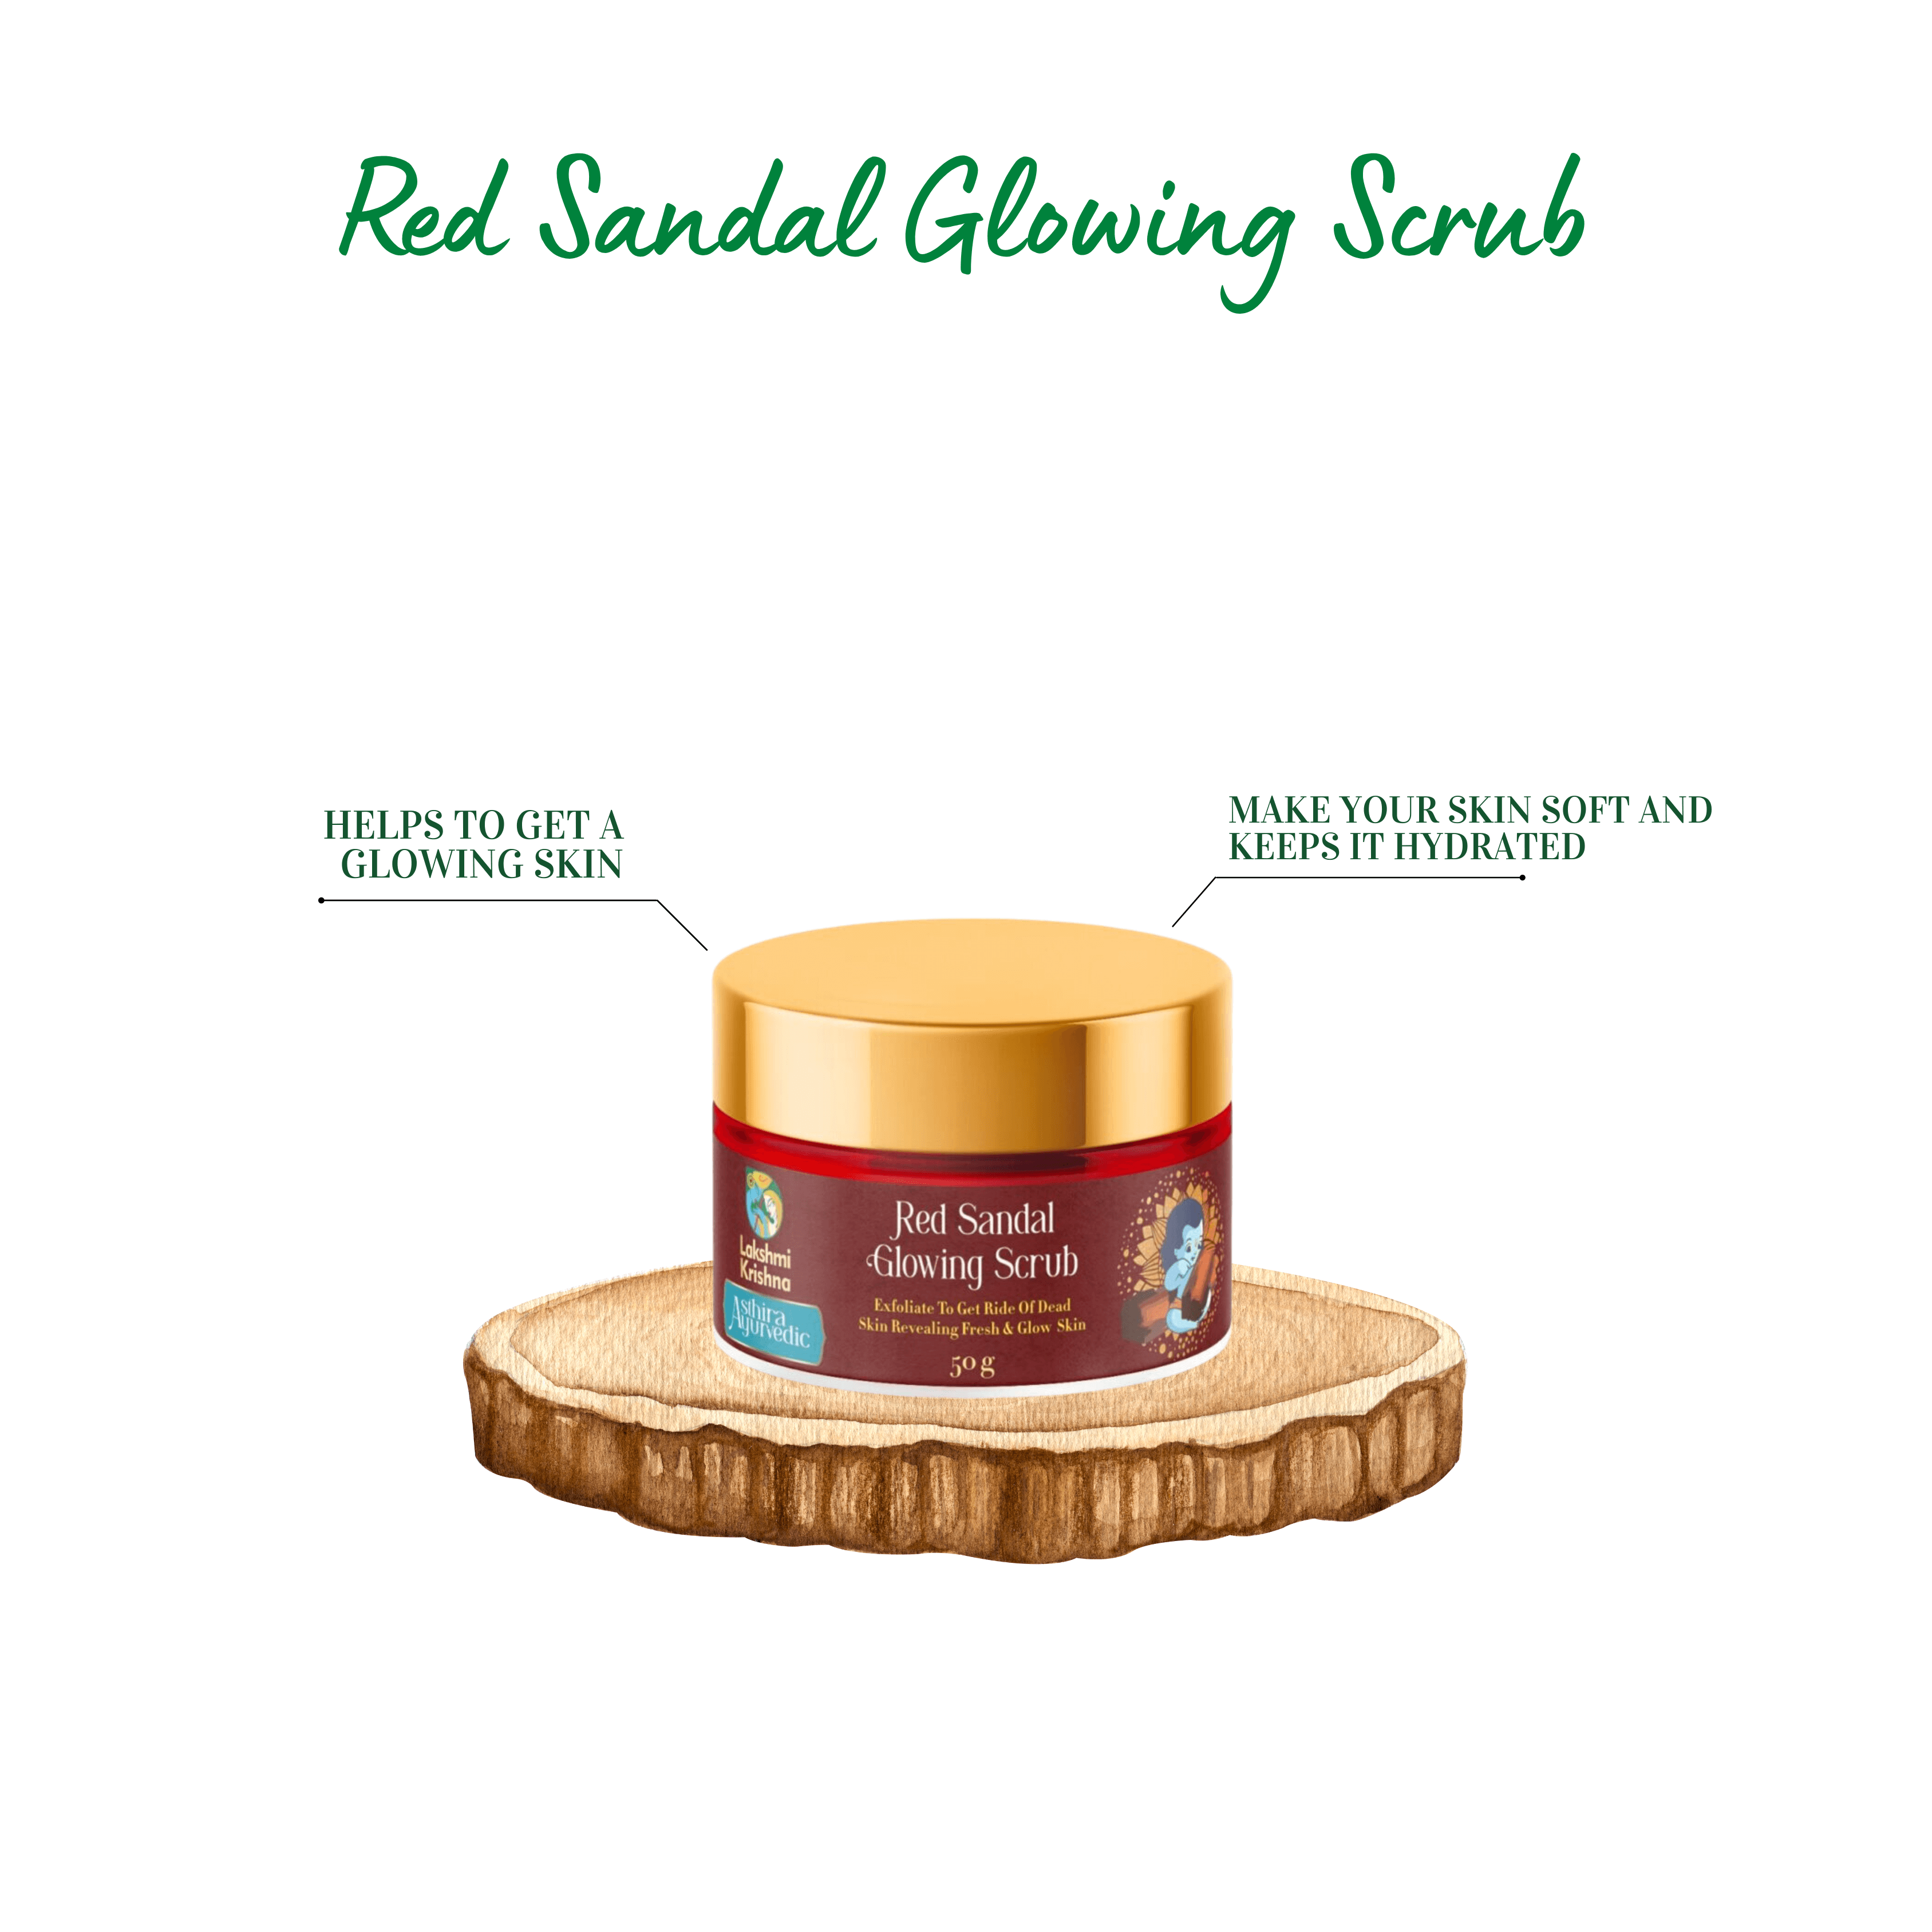 Red Sandal Glowing Scrub
HELPS TO GET A
GLOWING SKIN
MAKE YOUR SKIN SOFT AND
KEEPS IT HYDRATED
Lakshmi
Krishna
Asthira
Ayurvedic
Red Sandal
Glowing Scrub
Exfoliate To Get Ride Of Dead
Skin Revealing Fresh & Glow Skin
50 g